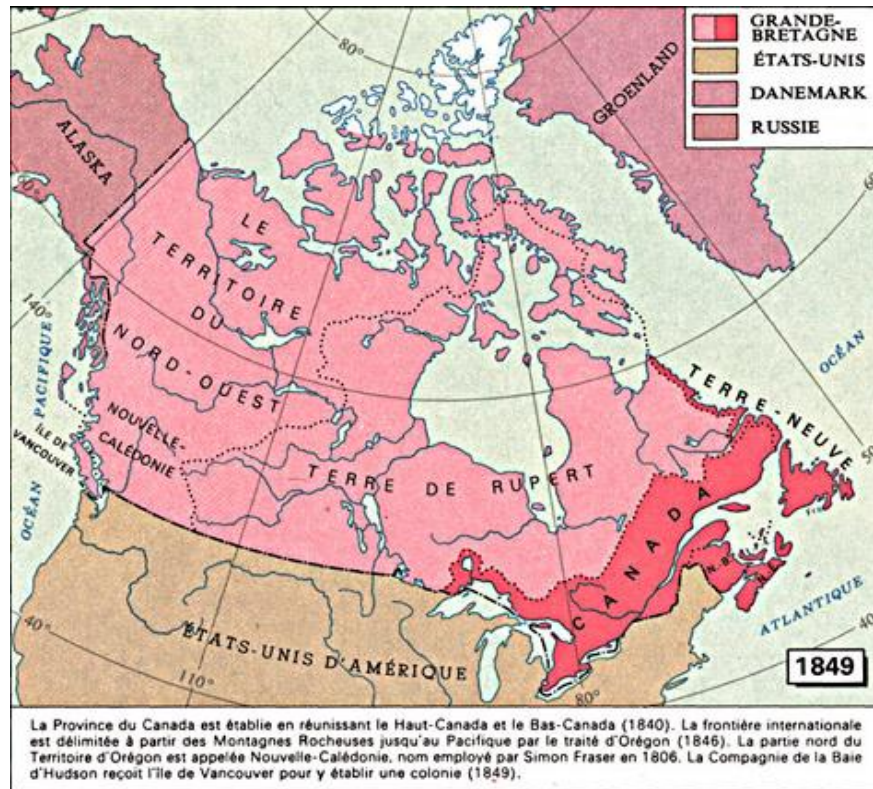 GRANDE-
BRETAGNE
ÉTATS-UNIS
DANEMARK
RUSSIE
80°
GROENLAND
ALASKA
60°
60°
LE
TERRITOIRE
DU
NORD-OUEST
140°
OCÉAN PACIFIQUE
NOUVELLE-
CALÉDONIE
ÎLE DE
VANCOUVER
TERRE DE RUPERT
TERRE-NEUVE
OCÉAN
ATLANTIQUE
50°
CANADA
N.-B.
N.-É.
ÉTATS-UNIS D'AMÉRIQUE
40°
40°
110°
80°
1849
La Province du Canada est établie en réunissant le Haut-Canada et le Bas-Canada (1840). La frontière internationale
est délimitée à partir des Montagnes Rocheuses jusqu'au Pacifique par le traité d'Orégon (1846). La partie nord du
Territoire d'Orégon est appelée Nouvelle-Calédonie, nom employé par Simon Fraser en 1806. La Compagnie de la Baie
d'Hudson reçoit l'île de Vancouver pour y établir une colonie (1849).